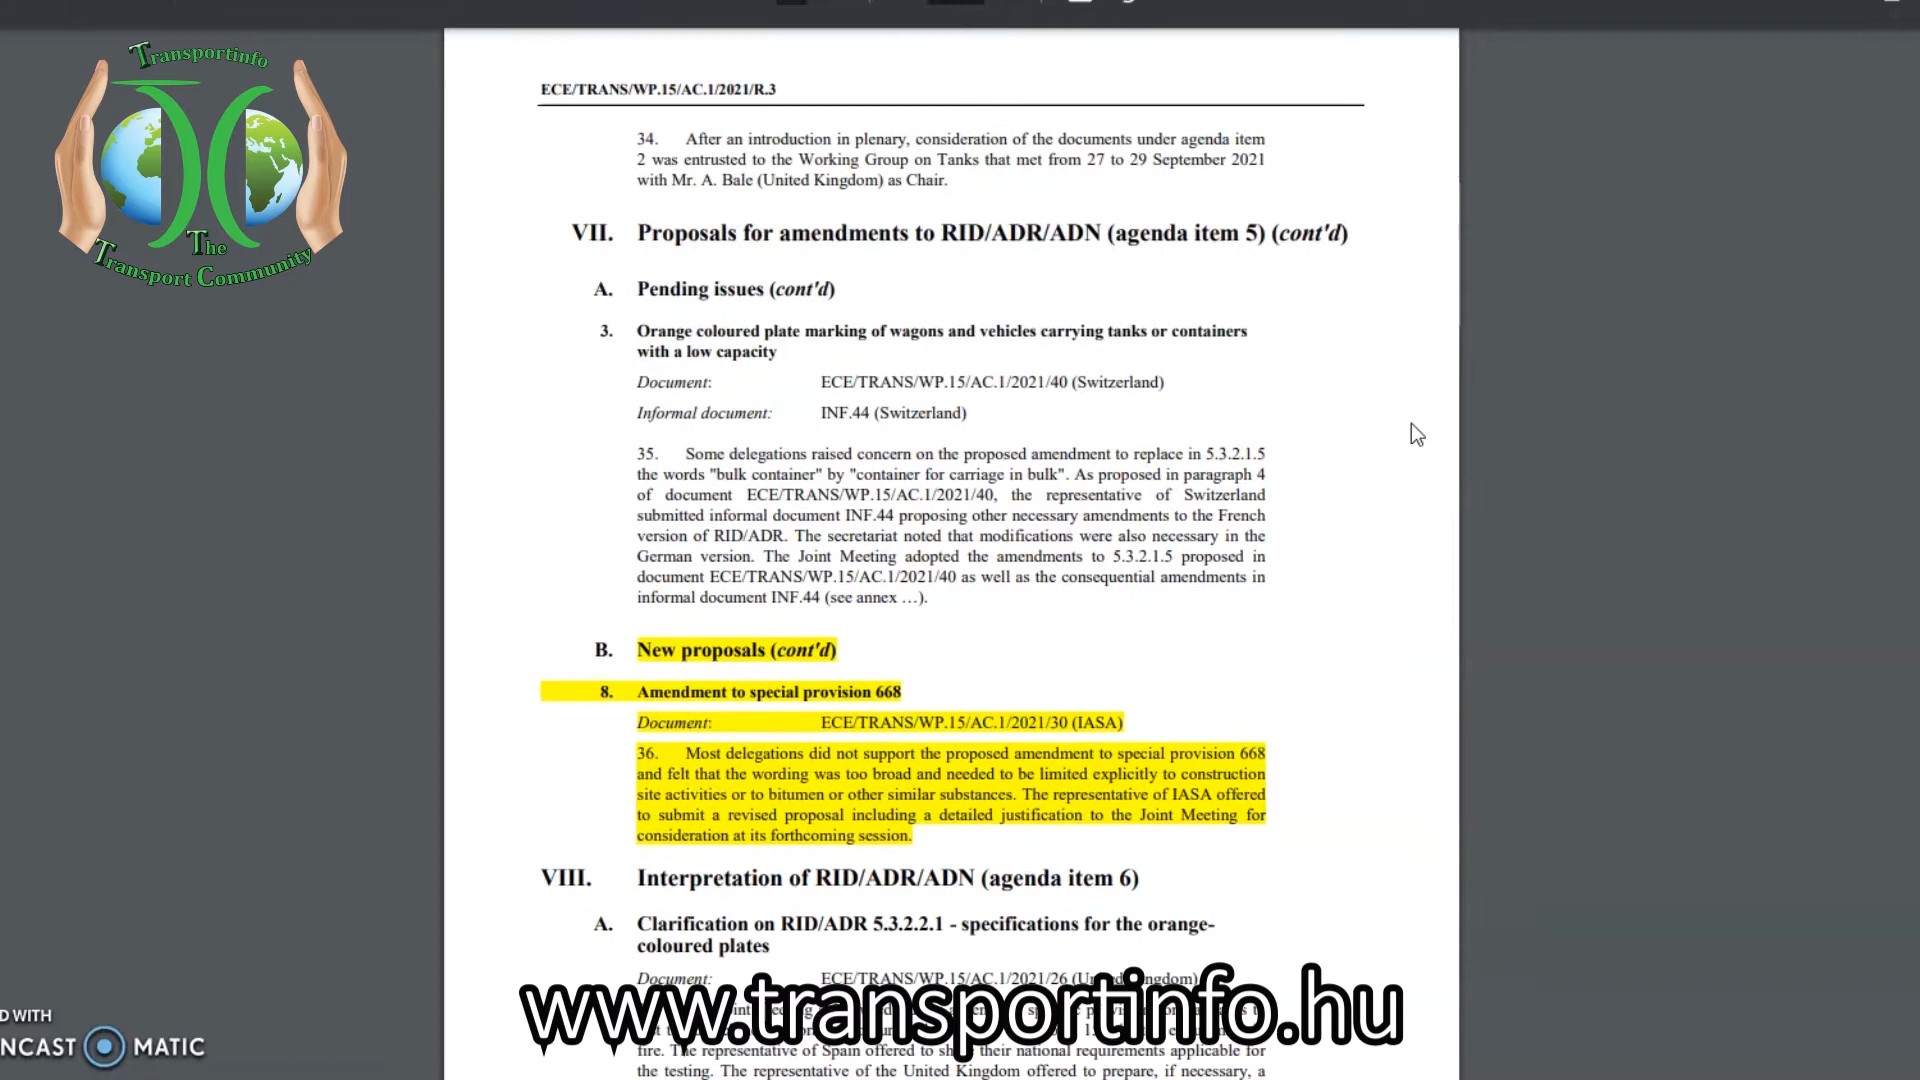 Transportinfo
The
Transport Community
ECE/TRANS/WP.15/AC.1/2021/R.3
34. After an introduction in plenary, consideration of the documents under agenda item
2 was entrusted to the Working Group on Tanks that met from 27 to 29 September 2021
with Mr. A. Bale (United Kingdom) as Chair.
VII. Proposals for amendments to RID/ADR/ADN (agenda item 5) (cont'd)
A. Pending issues (cont'd)
3. Orange coloured plate marking of wagons and vehicles carrying tanks or containers
with a low capacity
Document: ECE/TRANS/WP.15/AC.1/2021/40 (Switzerland)
Informal document: INF.44 (Switzerland)
35. Some delegations raised concern on the proposed amendment to replace in 5.3.2.1.5
the words "bulk container" by "container for carriage in bulk". As proposed in paragraph 4
of document ECE/TRANS/WP.15/AC.1/2021/40, the representative of Switzerland
submitted informal document INF.44 proposing other necessary amendments to the French
version of RID/ADR. The secretariat noted that modifications were also necessary in the
German version. The Joint Meeting adopted the amendments to 5.3.2.1.5 proposed in
document ECE/TRANS/WP.15/AC.1/2021/40 as well as the consequential amendments in
informal document INF.44 (see annex …).
B. New proposals (cont'd)
8. Amendment to special provision 668
Document: ECE/TRANS/WP.15/AC.1/2021/30 (IASA)
36. Most delegations did not support the proposed amendment to special provision 668
and felt that the wording was too broad and needed to be limited explicitly to construction
site activities or to bitumen or other similar substances. The representative of IASA offered
to submit a revised proposal including a detailed justification to the Joint Meeting for
consideration at its forthcoming session.
VIII. Interpretation of RID/ADR/ADN (agenda item 6)
A. Clarification on RID/ADR 5.3.2.2.1 - specifications for the orange-
coloured plates
Document: ECE/TRANS/WP.15/AC.1/2021/26 (United Kingdom)
www.transportinfo.hu
fire. The representative of Spain offered to their national requirements applicable for
the testing. The representative of the United Kingdom offered to prepare, if necessary, a
D WITH
NCAST MATIC